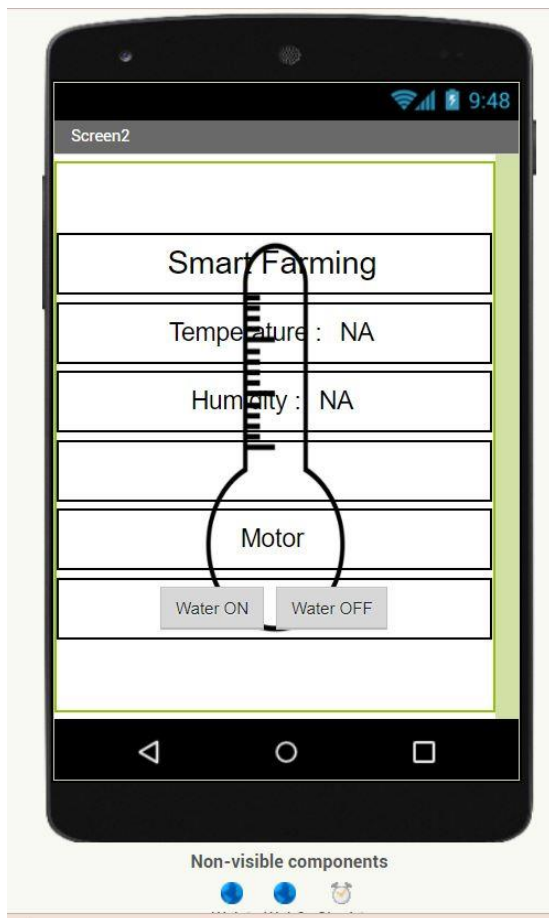 9:48
Screen2
Smart Farming
Temperature : NA
Humidity : NA
Motor
Water ON Water OFF
Non-visible components